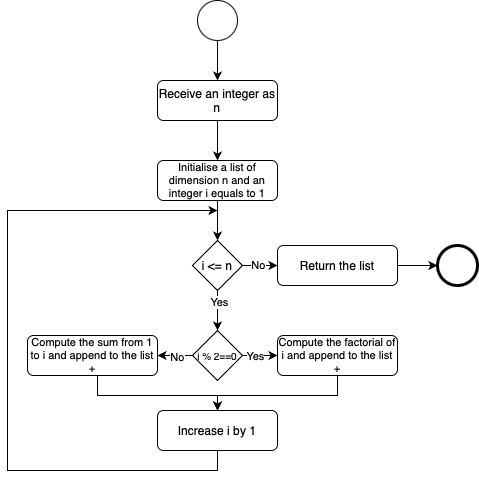 Receive an integer as
n
Initialise a list of
dimension n and an
integer i equals to 1
i <= n
No
Return the list
Yes
Compute the sum from 1
to i and append to the list
+
No
i % 2==0
Yes
Compute the factorial of
i and append to the list
+
Increase i by 1